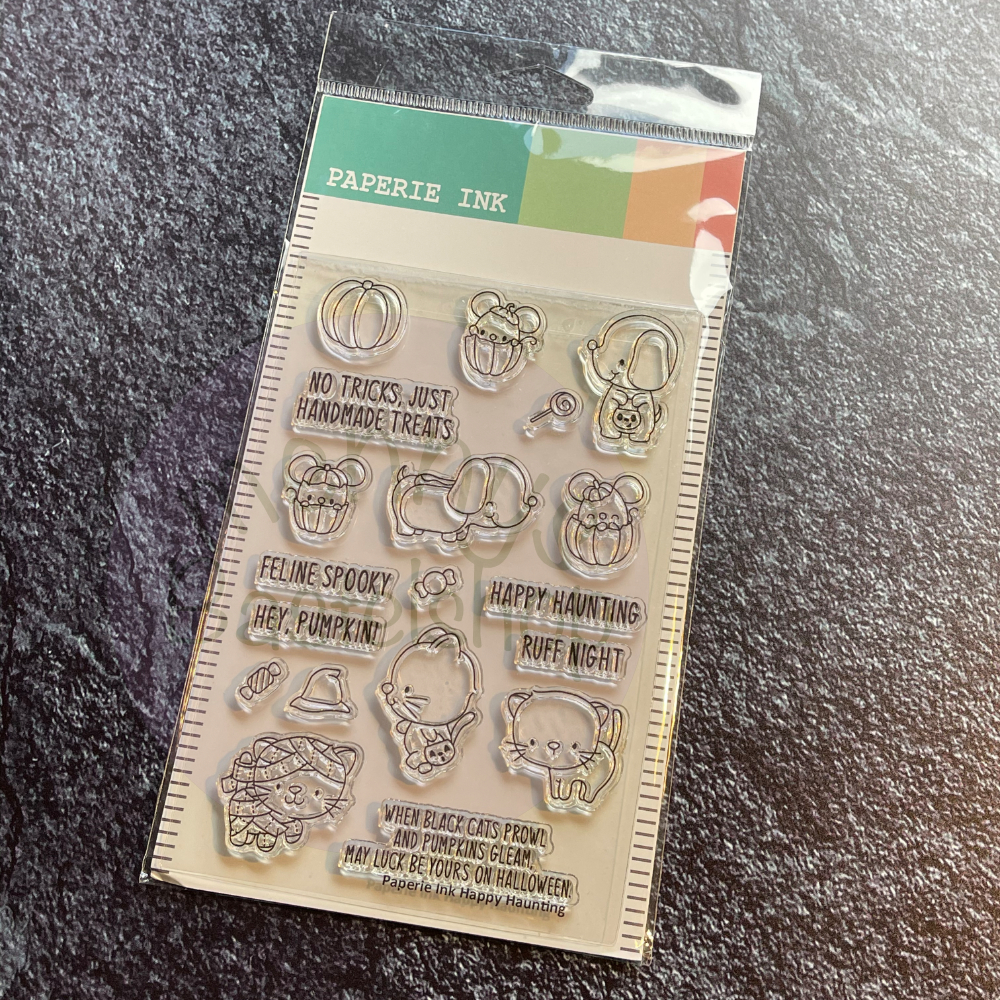 PAPERIE INK
NO TRICKS, JUST
HANDMADE TREATS
FELINE SPOOKY
HEY, PUMPKIN!
HAPPY HAUNTING
RUFF NIGHT
WHEN BLACK CATS PROWL
AND PUMPKINS GLEAM,
MAY LUCK BE YOURS ON HALLOWEEN.
Paperie Ink Happy Haunting